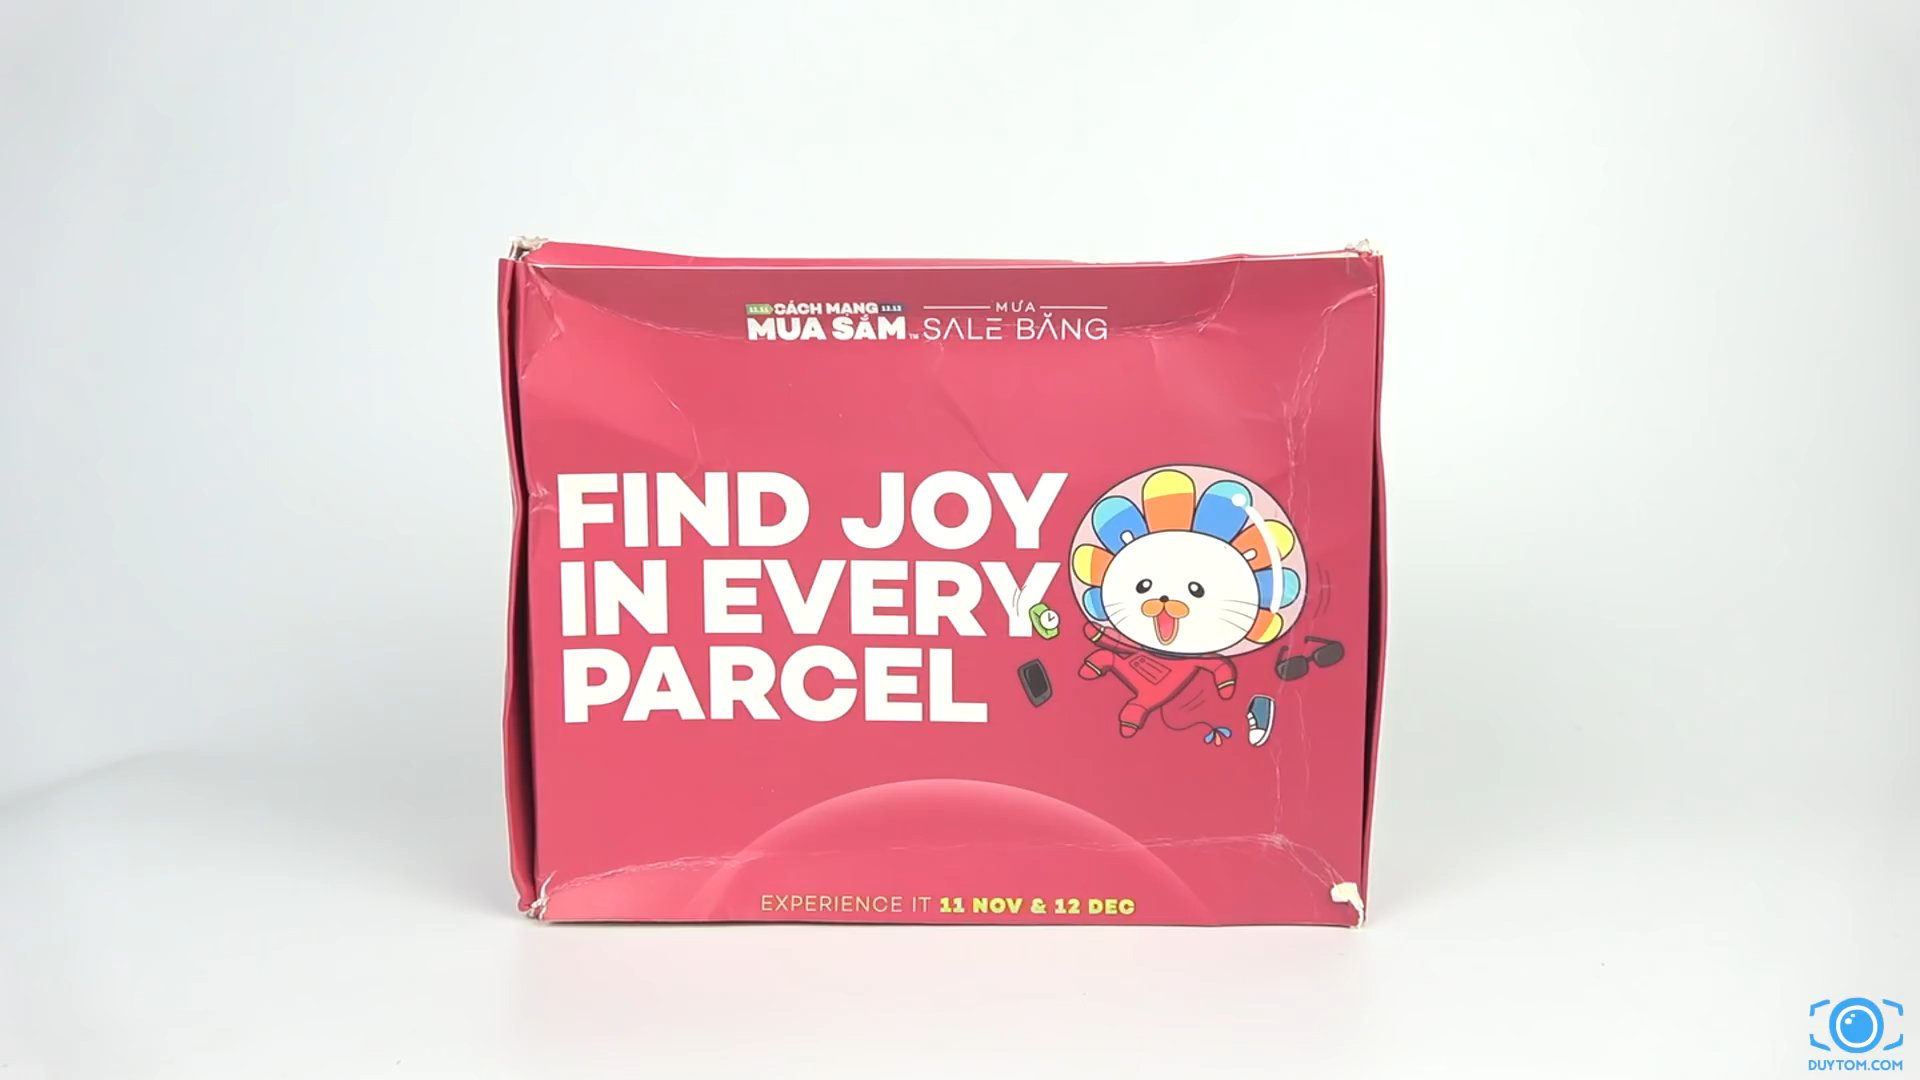 11.11 CÁCH MẠNG 12.12
MUA SẮM™
MƯA
SALE BĂNG
FIND JOY
IN EVERY
PARCEL
EXPERIENCE IT 11 NOV & 12 DEC
DUYTOM.COM